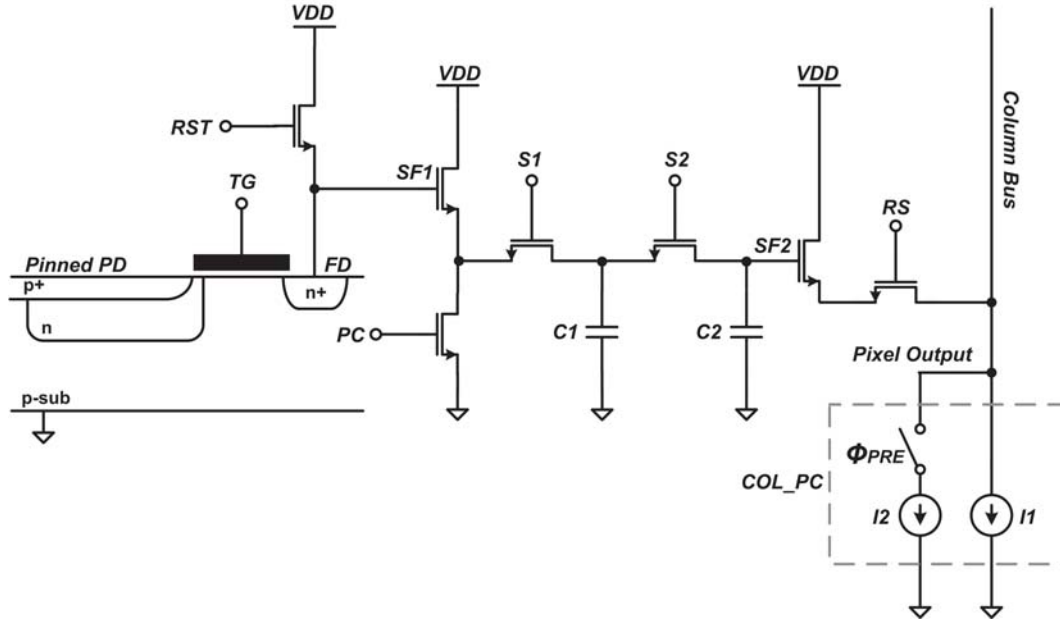 VDD
VDD
VDD
RST
SF1
S1
S2
Column Bus
TG
RS
SF2
Pinned PD
FD
p+
n+
n
PC
C1
C2
Pixel Output
p-sub
ΦPRE
COL_PC
I2
I1